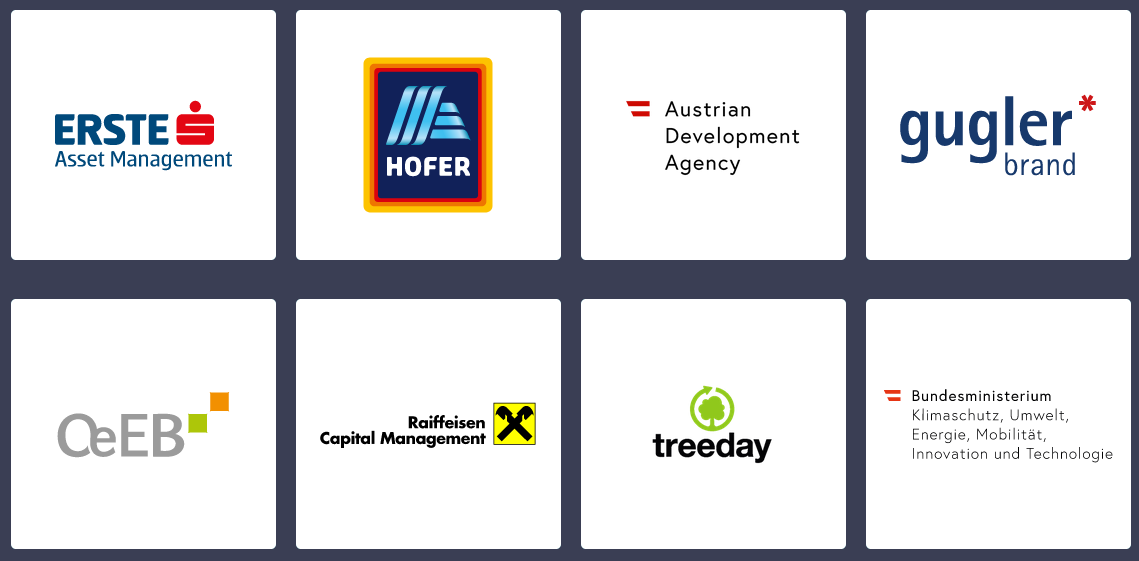 ERSTE
Asset Management
HOFER
Austrian
Development
Agency
gugler*
brand
OeEB
Raiffeisen
Capital Management
treeday
Bundesministerium
Klimaschutz, Umwelt,
Energie, Mobilität,
Innovation und Technologie